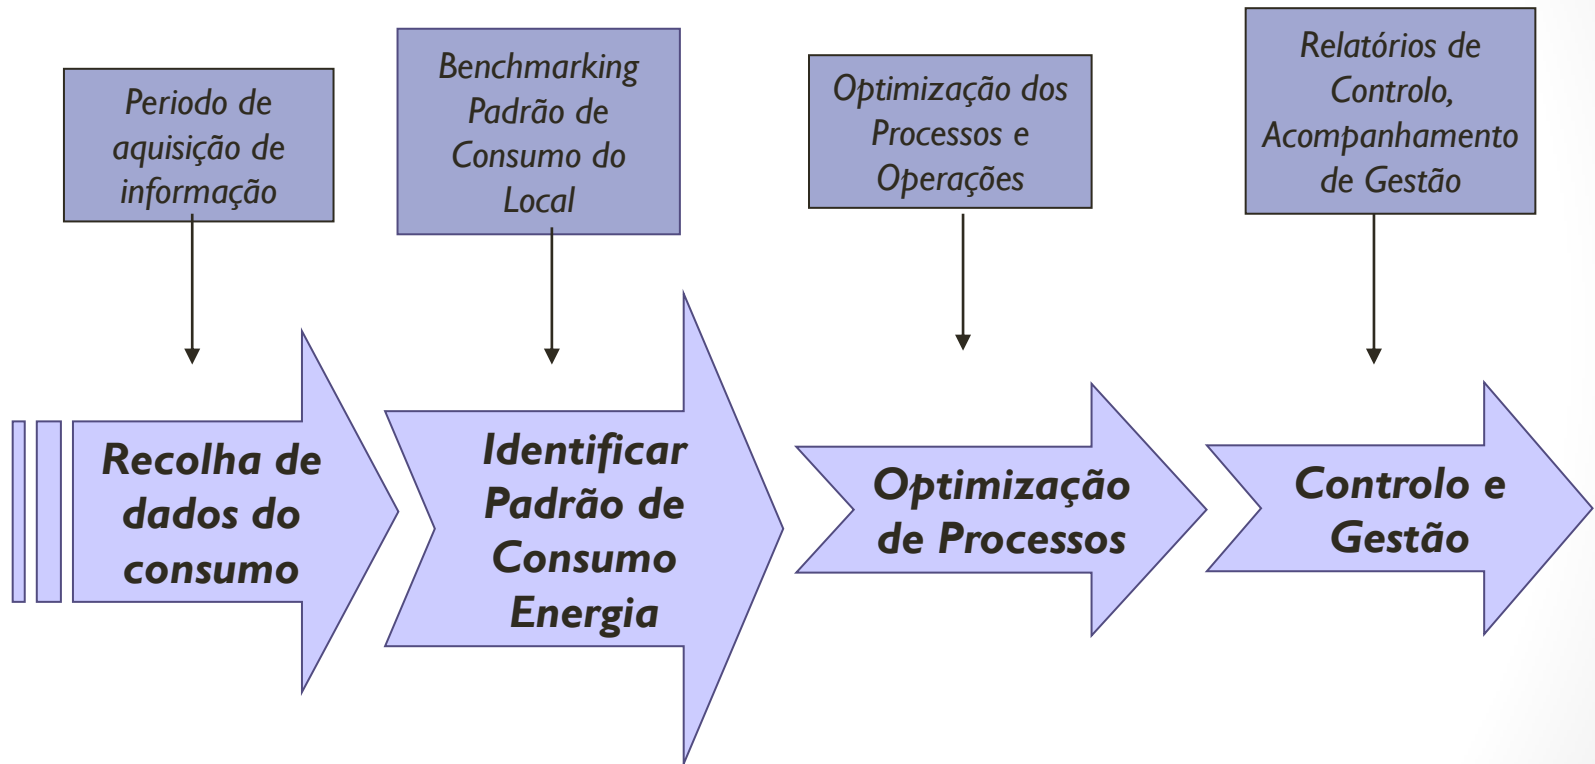 Periodo de
aquisição de
informação
Benchmarking
Padrão de
Consumo do
Local
Optimização dos
Processos e
Operações
Relatórios de
Controlo,
Acompanhamento
de Gestão
Recolha de
dados do
consumo
Identificar
Padrão de
Consumo
Energia
Optimização
de Processos
Controlo e
Gestão